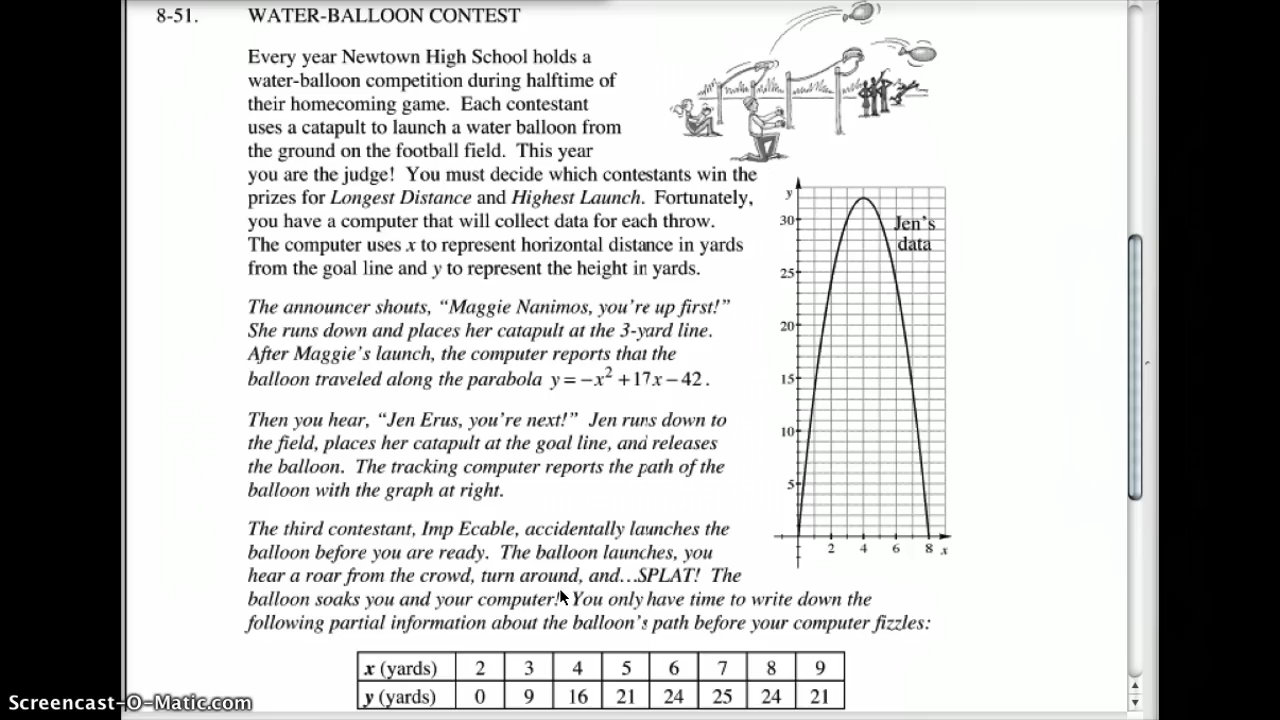 8-51. WATER-BALLOON CONTEST
Every year Newtown High School holds a
water-balloon competition during halftime of
their homecoming game. Each contestant
uses a catapult to launch a water balloon from
the ground on the football field. This year
you are the judge! You must decide which contestants win the
prizes for Longest Distance and Highest Launch. Fortunately,
you have a computer that will collect data for each throw.
The computer uses x to represent horizontal distance in yards
from the goal line and y to represent the height in yards.
The announcer shouts, “Maggie Nanimos, you’re up first!”
She runs down and places her catapult at the 3-yard line.
After Maggie’s launch, the computer reports that the
balloon traveled along the parabola y = −x² + 17x − 42.
Then you hear, “Jen Erus, you’re next!” Jen runs down to
the field, places her catapult at the goal line, and releases
the balloon. The tracking computer reports the path of the
balloon with the graph at right.
The third contestant, Imp Ecable, accidentally launches the
balloon before you are ready. The balloon launches, you
hear a roar from the crowd, turn around, and…SPLAT! The
balloon soaks you and your computer! You only have time to write down the
following partial information about the balloon’s path before your computer fizzles:
y
30
25
20
15
10
5
2 4 6 8 x
Jen’s
data
x (yards) 2 3 4 5 6 7 8 9
y (yards) 0 9 16 21 24 25 24 21
Screencast-O-Matic.com